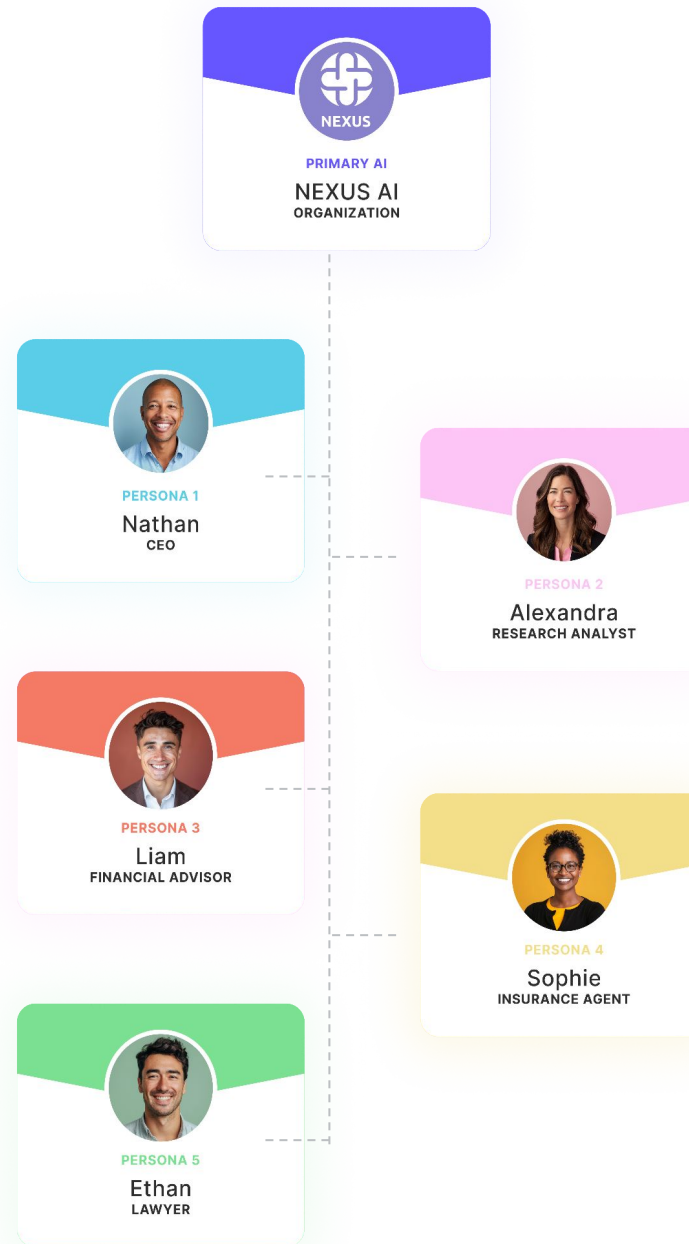 NEXUS
PRIMARY AI
NEXUS AI
ORGANIZATION
PERSONA 1
Nathan
CEO
PERSONA 2
Alexandra
RESEARCH ANALYST
PERSONA 3
Liam
FINANCIAL ADVISOR
PERSONA 4
Sophie
INSURANCE AGENT
PERSONA 5
Ethan
LAWYER